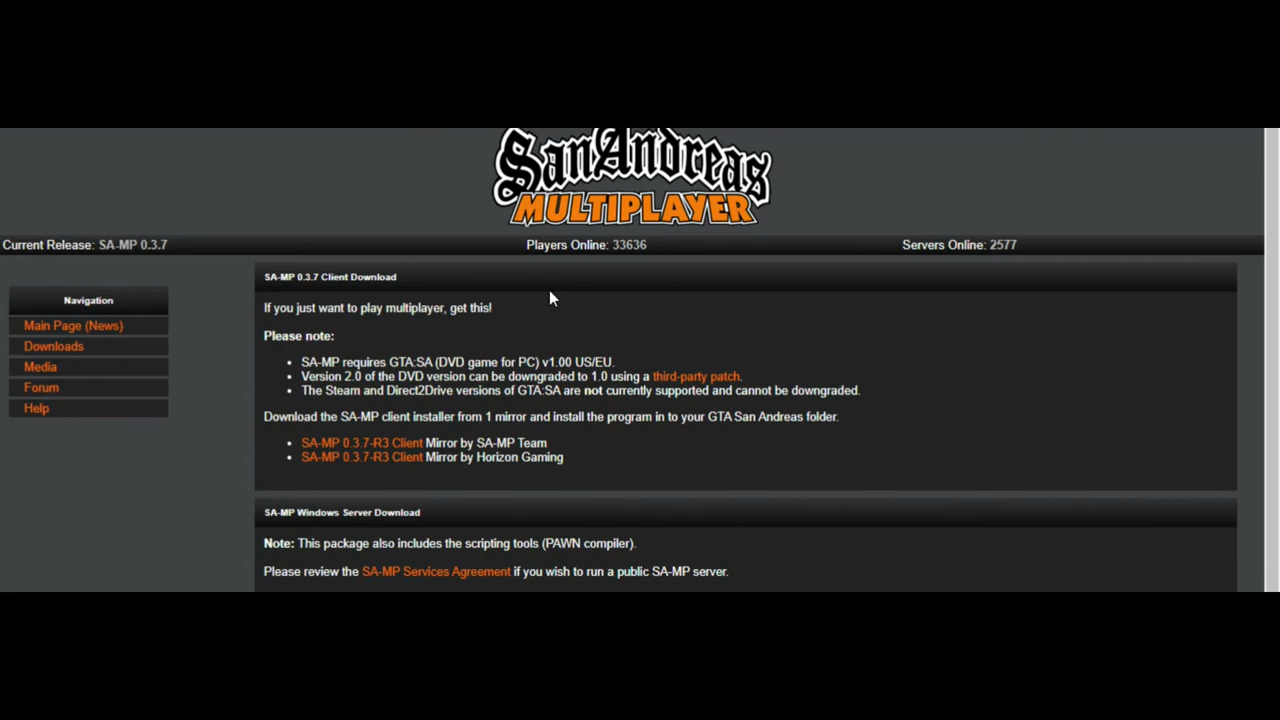 San Andreas
MULTIPLAYER
Current Release: SA-MP 0.3.7
Players Online: 33636
Servers Online: 2577
Navigation
Main Page (News)
Downloads
Media
Forum
Help
SA-MP 0.3.7 Client Download
If you just want to play multiplayer, get this!
Please note:
• SA-MP requires GTA:SA (DVD game for PC) v1.00 US/EU.
• Version 2.0 of the DVD version can be downgraded to 1.0 using a third-party patch.
• The Steam and Direct2Drive versions of GTA:SA are not currently supported and cannot be downgraded.
Download the SA-MP client installer from 1 mirror and install the program in to your GTA San Andreas folder.
• SA-MP 0.3.7-R3 Client Mirror by SA-MP Team
• SA-MP 0.3.7-R3 Client Mirror by Horizon Gaming
SA-MP Windows Server Download
Note: This package also includes the scripting tools (PAWN compiler).
Please review the SA-MP Services Agreement if you wish to run a public SA-MP server.